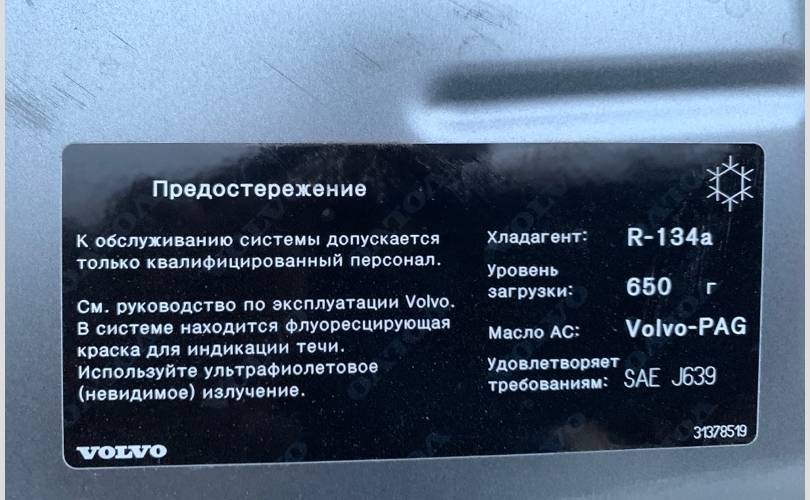 Предостережение
К обслуживанию системы допускается
только квалифицированный персонал.
См. руководство по эксплуатации Volvo.
В системе находится флуоресцирующая
краска для индикации течи.
Используйте ультрафиолетовое
(невидимое) излучение.
Хладагент: R-134a
Уровень
загрузки: 650 г
Масло AC: Volvo-PAG
Удовлетворяет
требованиям: SAE J639
31378519
VOLVO